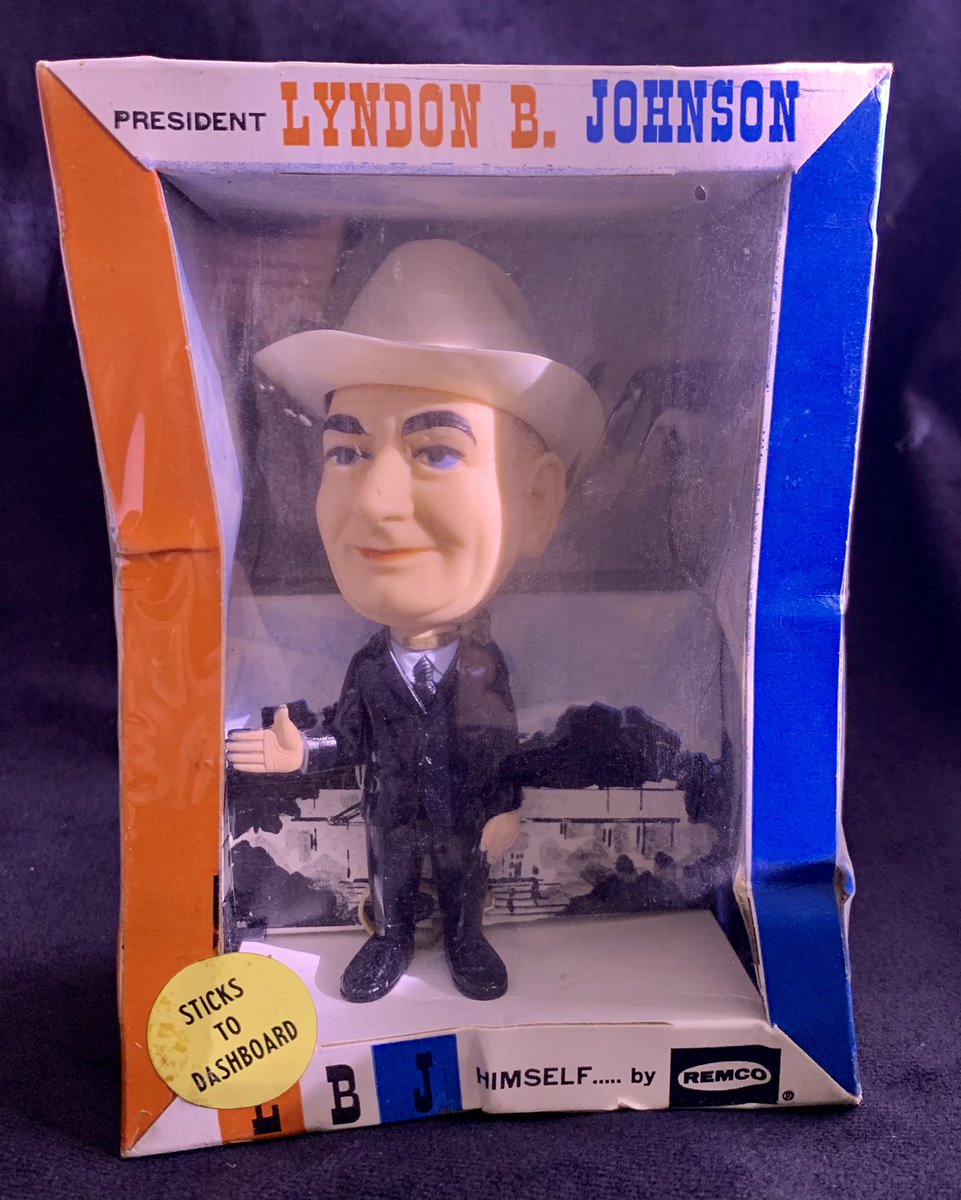 PRESIDENT LYNDON B. JOHNSON
STICKS
TO
DASHBOARD
L B J HIMSELF..... by REMCO ®